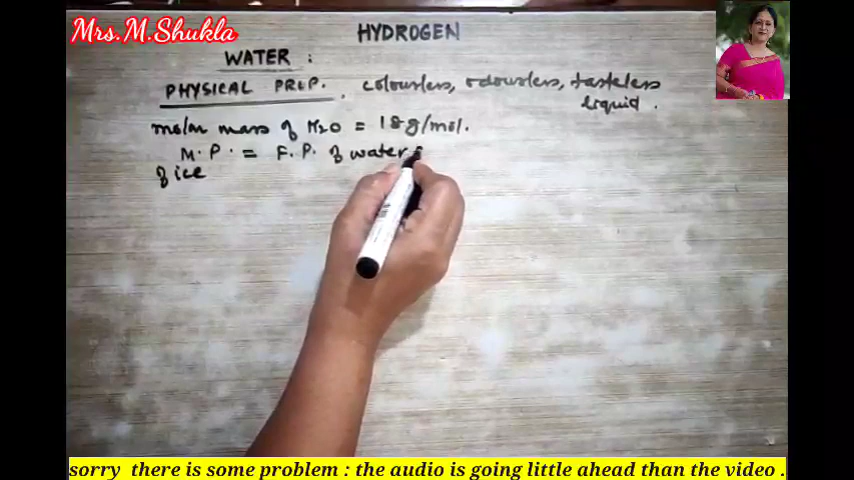 Mrs.M.Shukla
HYDROGEN
WATER :
PHYSICAL PROP. colourless, odourless, tasteless
liquid .
molar mass of H2O = 18g/mol.
M.P. = F.P. of water
of ice
sorry there is some problem : the audio is going little ahead than the video .